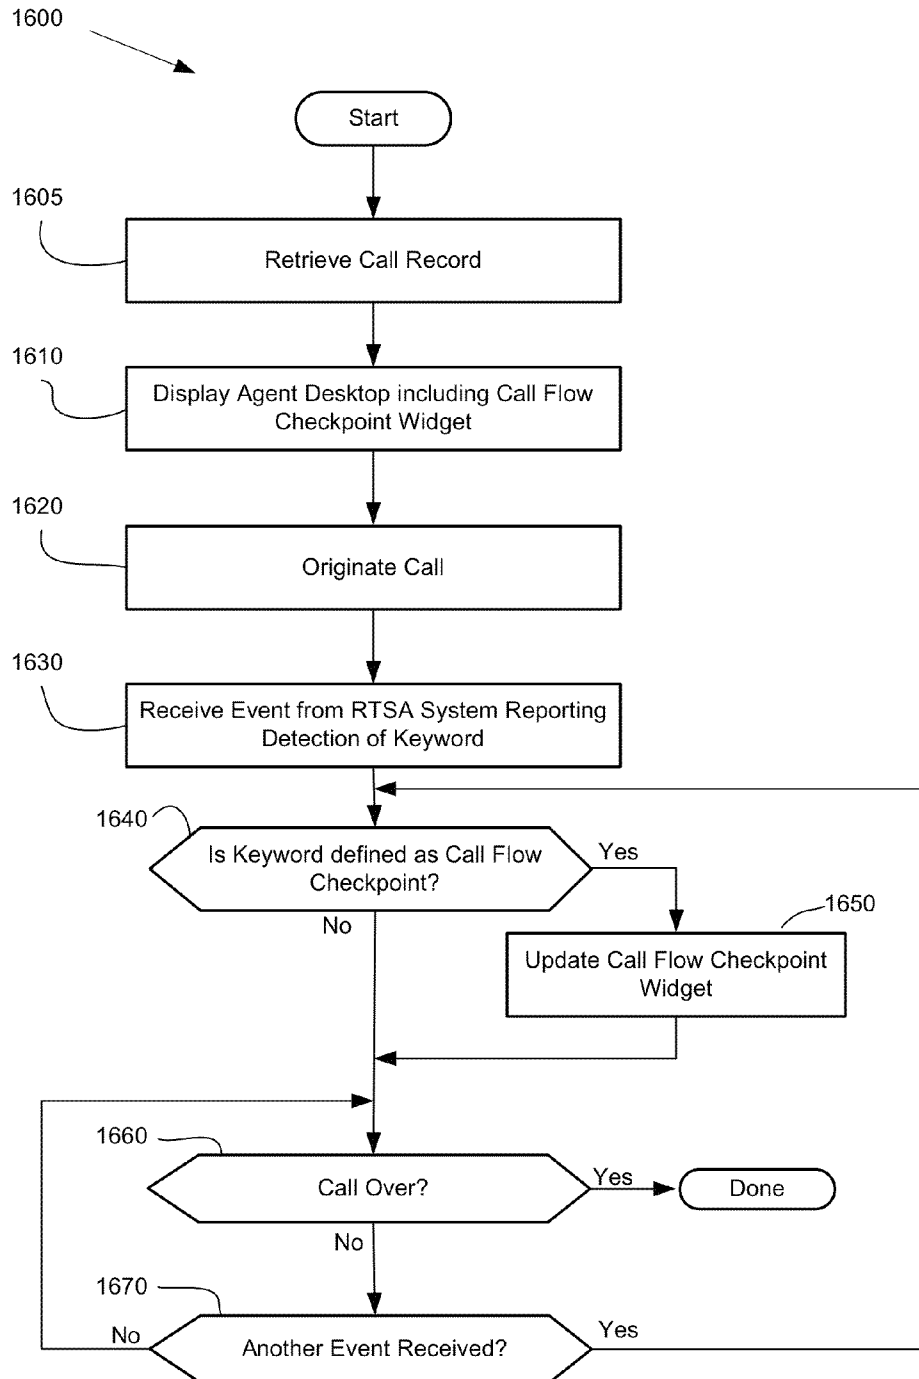 1600
Start
1605
Retrieve Call Record
1610
Display Agent Desktop including Call Flow
Checkpoint Widget
1620
Originate Call
1630
Receive Event from RTSA System Reporting
Detection of Keyword
1640
Is Keyword defined as Call Flow
Checkpoint?
Yes
No
1650
Update Call Flow Checkpoint
Widget
1660
Call Over?
Yes
Done
No
1670
Another Event Received?
No
Yes